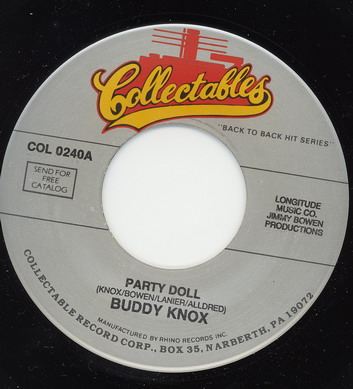 Collectables
"BACK TO BACK HIT SERIES"
COL 0240A
SEND FOR
FREE
CATALOG
LONGITUDE
MUSIC CO.
JIMMY BOWEN
PRODUCTIONS
PARTY DOLL
(KNOX/BOWEN/LANIER/ALLDRED)
BUDDY KNOX
MANUFACTURED BY RHINO RECORDS INC.
COLLECTABLE RECORD CORP., BOX 35, NARBERTH, PA 19072